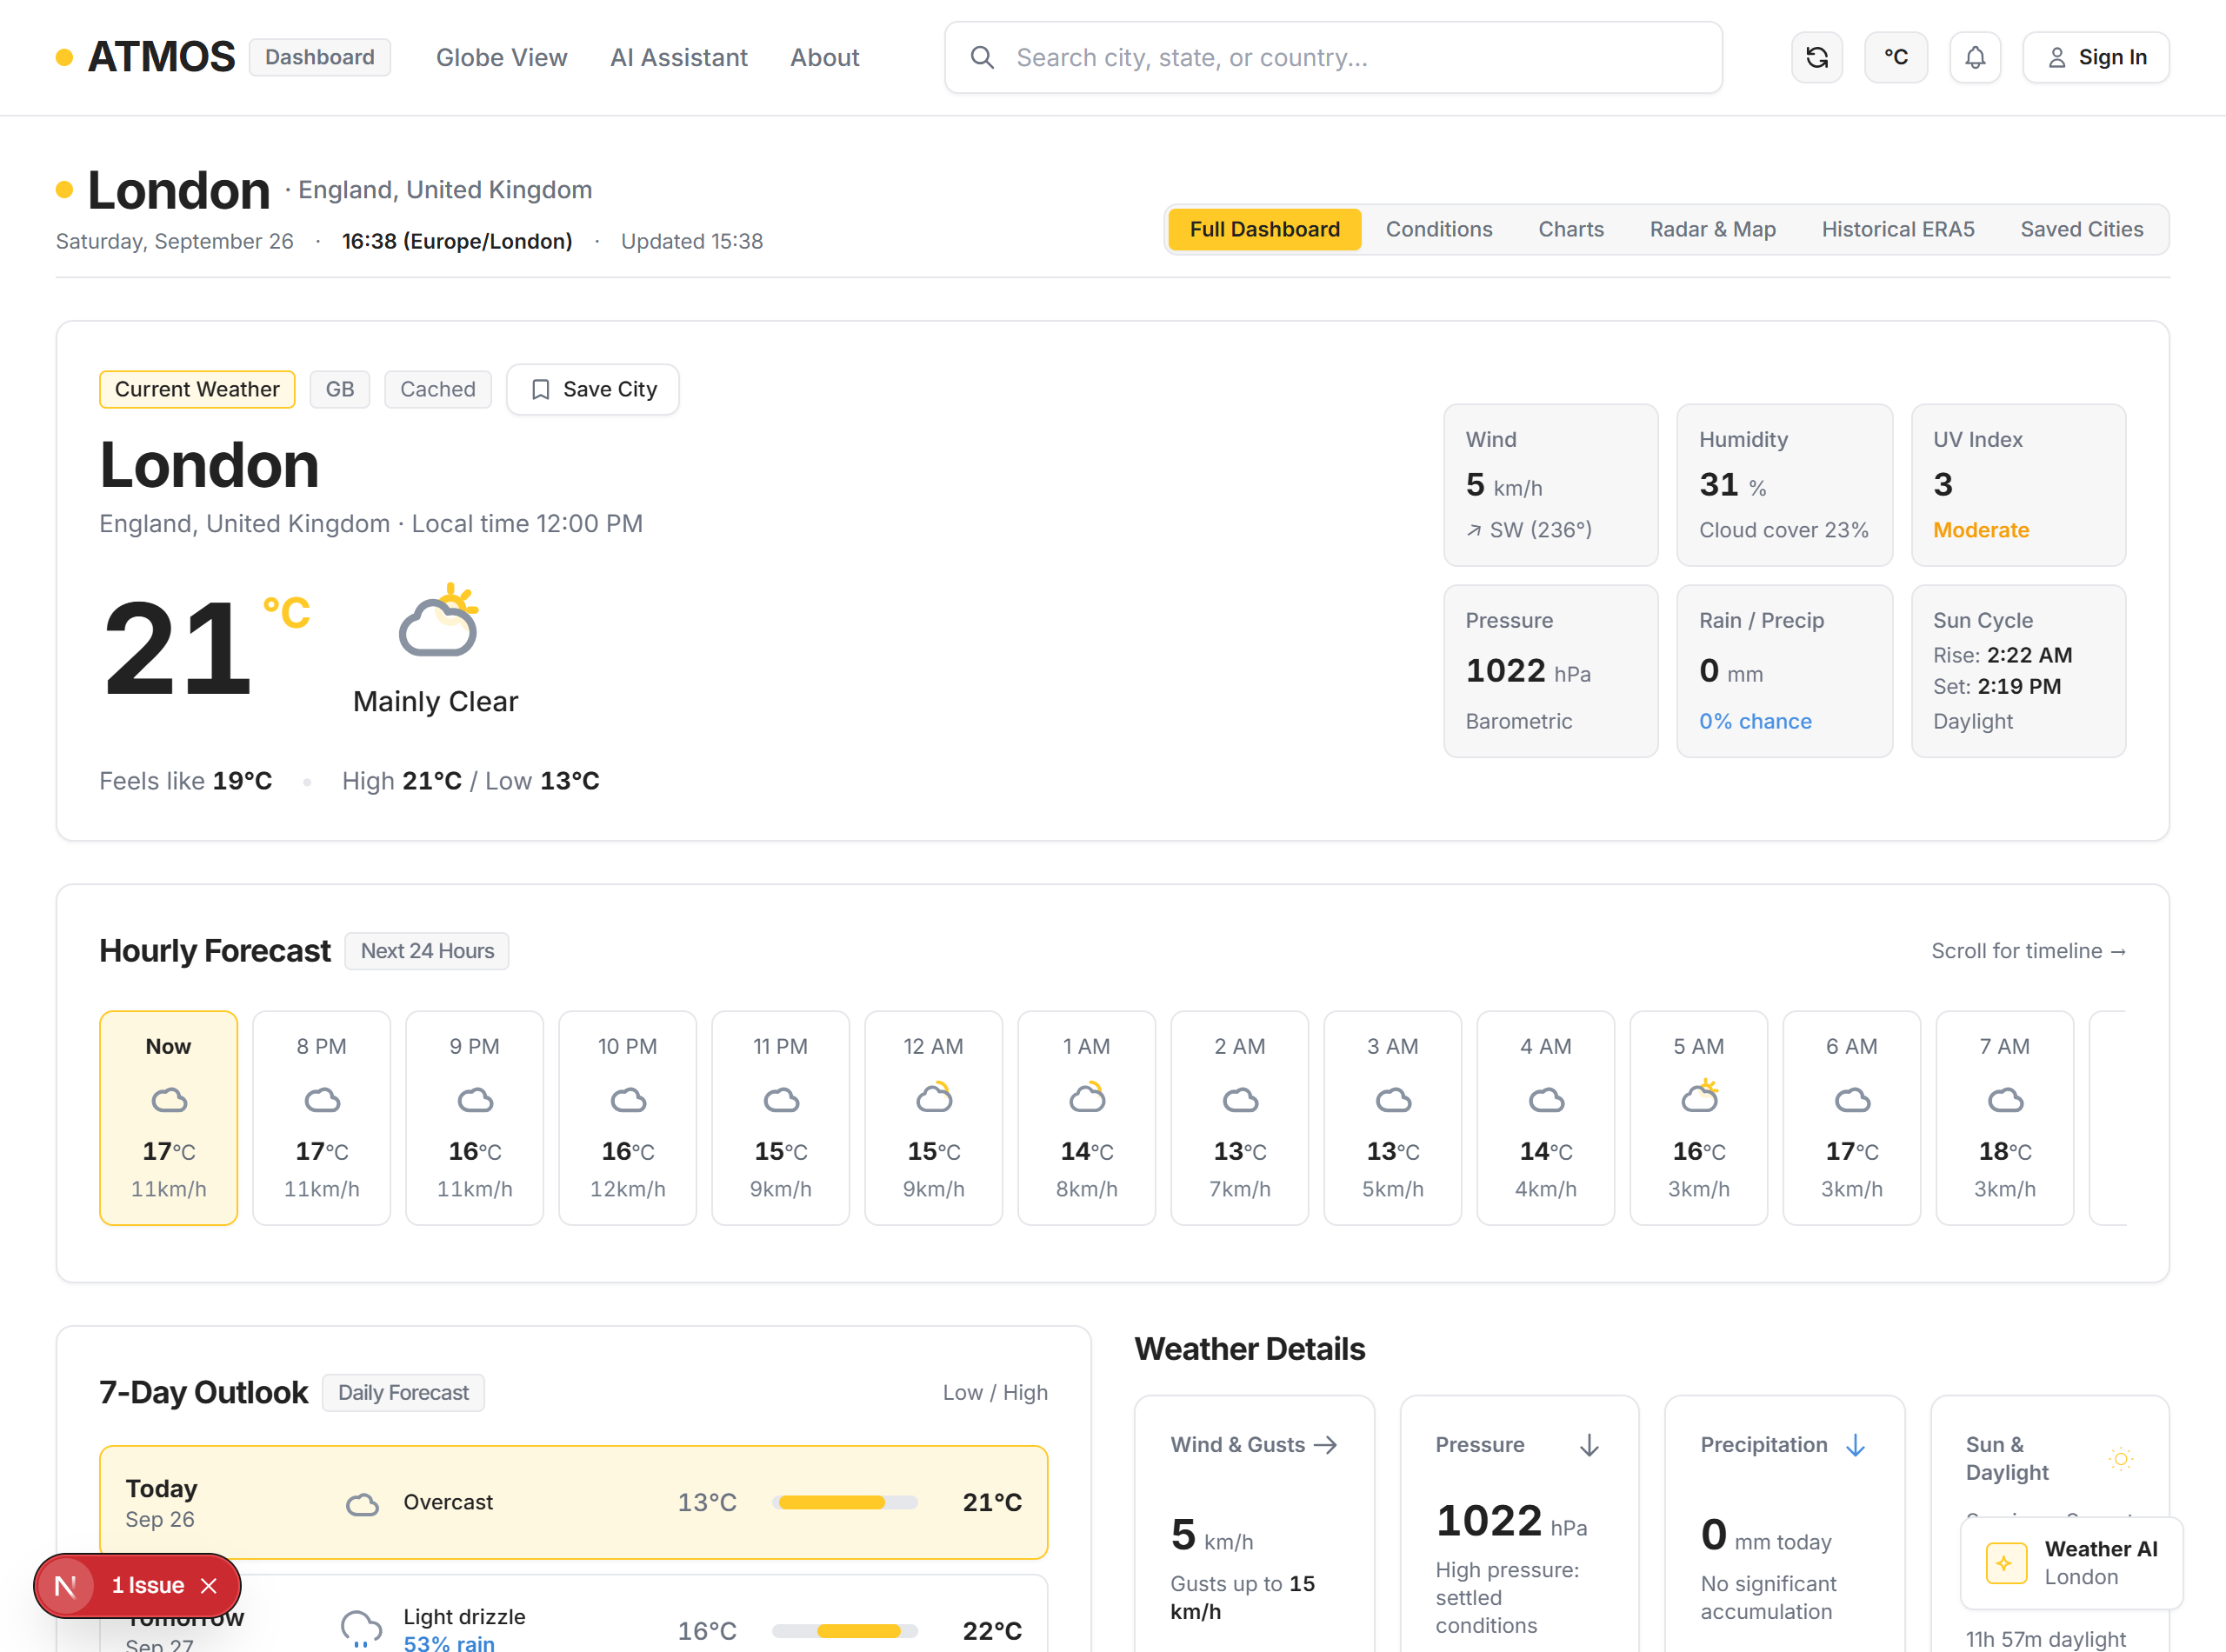 ATMOS Dashboard Globe View AI Assistant About Search city, state, or country... °C Sign In
London · England, United Kingdom
Saturday, September 26 · 16:38 (Europe/London) · Updated 15:38
Full Dashboard Conditions Charts Radar & Map Historical ERA5 Saved Cities
Current Weather GB Cached Save City
London
England, United Kingdom · Local time 12:00 PM
21 °C
Mainly Clear
Feels like 19°C High 21°C / Low 13°C
Wind
5 km/h
SW (236°)
Humidity
31 %
Cloud cover 23%
UV Index
3
Moderate
Pressure
1022 hPa
Barometric
Rain / Precip
0 mm
0% chance
Sun Cycle
Rise: 2:22 AM
Set: 2:19 PM
Daylight
Hourly Forecast Next 24 Hours Scroll for timeline →
Now 8 PM 9 PM 10 PM 11 PM 12 AM 1 AM 2 AM 3 AM 4 AM 5 AM 6 AM 7 AM
17°C 17°C 16°C 16°C 15°C 15°C 14°C 13°C 13°C 14°C 16°C 17°C 18°C
11km/h 11km/h 11km/h 12km/h 9km/h 9km/h 8km/h 7km/h 5km/h 4km/h 3km/h 3km/h 3km/h
7-Day Outlook Daily Forecast Low / High
Today
Sep 26
Overcast 13°C 21°C
Tomorrow
Sep 27
Light drizzle
53% rain
16°C 22°C
N 1 Issue
Weather Details
Wind & Gusts
5 km/h
Gusts up to 15
km/h
Pressure
1022 hPa
High pressure:
settled
conditions
Precipitation
0 mm today
No significant
accumulation
Sun &
Daylight
11h 57m daylight
Weather AI
London